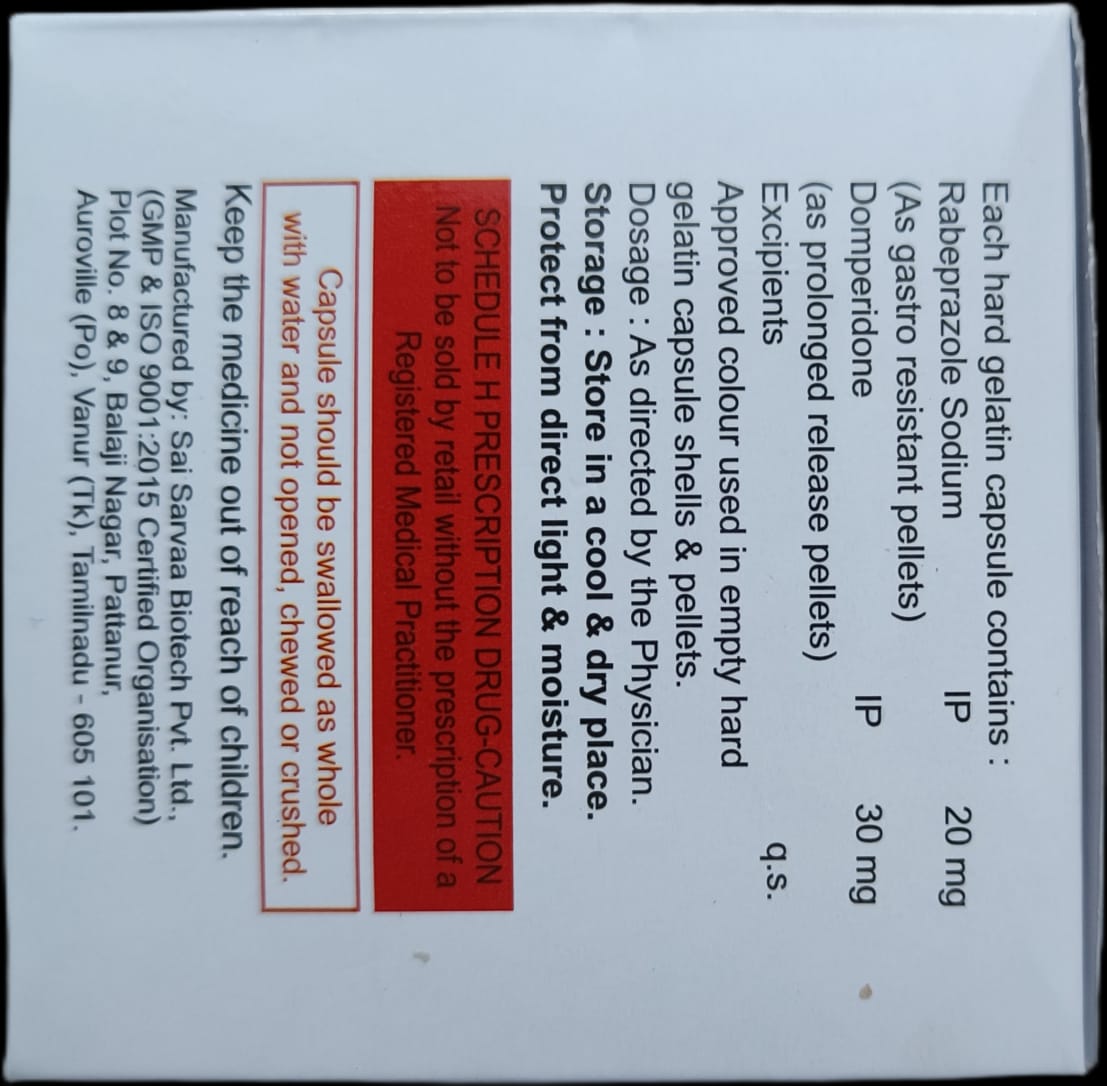 Each hard gelatin capsule contains :
Rabeprazole Sodium IP 20 mg
(As gastro resistant pellets)
Domperidone IP 30 mg
(as prolonged release pellets)
Excipients q.s.
Approved colour used in empty hard
gelatin capsule shells & pellets.
Dosage : As directed by the Physician.
Storage : Store in a cool & dry place.
Protect from direct light & moisture.
SCHEDULE H PRESCRIPTION DRUG-CAUTION
Not to be sold by retail without the prescription of a
Registered Medical Practitioner.
Capsule should be swallowed as whole
with water and not opened, chewed or crushed.
Keep the medicine out of reach of children.
Manufactured by: Sai Sarvaa Biotech Pvt. Ltd.,
(GMP & ISO 9001:2015 Certified Organisation)
Plot No. 8 & 9, Balaji Nagar, Pattanur,
Auroville (Po), Vanur (Tk), Tamilnadu - 605 101.